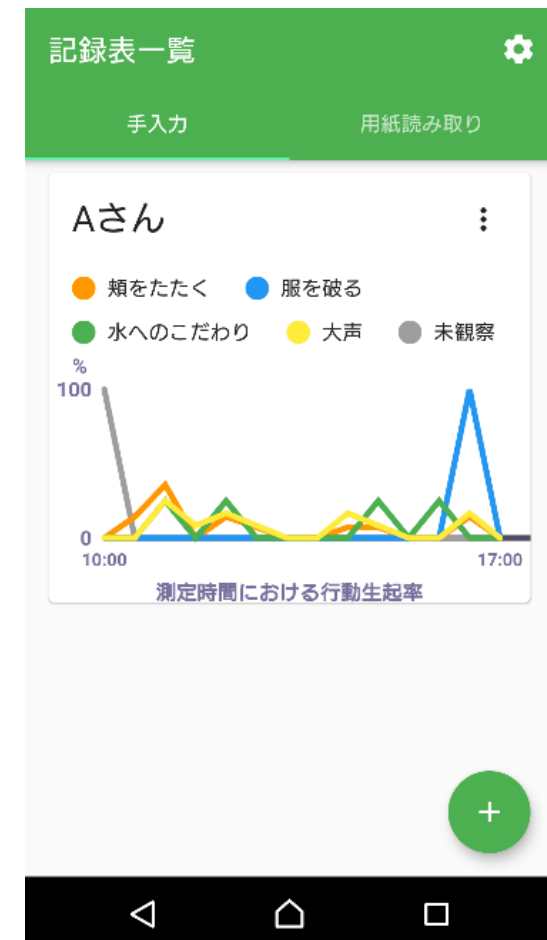 記録表一覧
手入力 用紙読み取り
Aさん
頬をたたく 服を破る
水へのこだわり 大声 未観察
%
100
0
10:00 17:00
測定時間における行動生起率
+